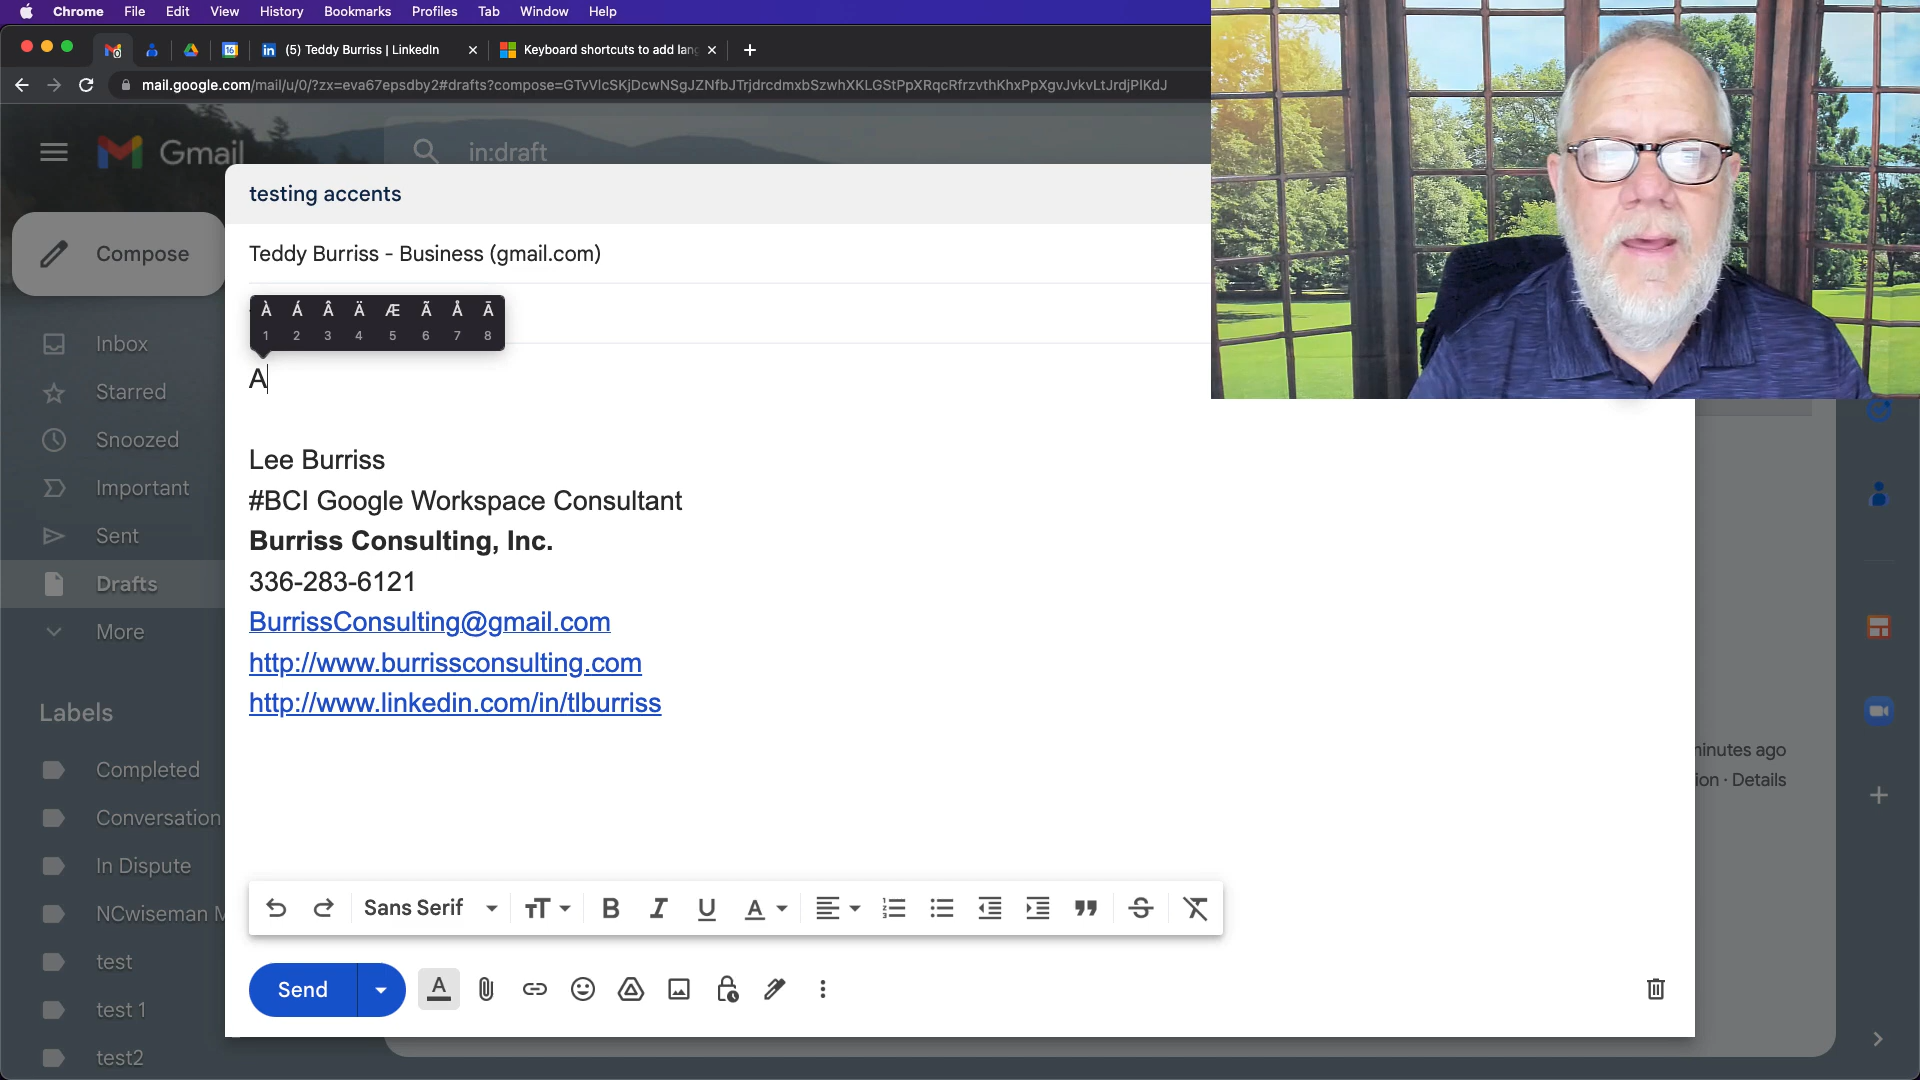 Chrome File Edit View History Bookmarks Profiles Tab Window Help
16 (5) Teddy Burriss | LinkedIn Keyboard shortcuts to add lang
mail.google.com/mail/u/0/?zx=eva67epsdby2#drafts?compose=GTvVlcSKjDcwNSgJZNfbJTrjdrcdmxbSzwhXKLGStPpXRqcRfrzvthKhxPpXgvJvkvLtJrdjPlKdJ
Gmail
in:draft
Compose
Inbox
Starred
Snoozed
Important
Sent
Drafts
More
Labels
Completed
Conversation
In Dispute
NCwiseman M
test
test 1
test2
testing accents
Teddy Burriss - Business (gmail.com)
À Á Â Ä Æ Ã Å Ā
1 2 3 4 5 6 7 8
A
Lee Burriss
#BCI Google Workspace Consultant
Burriss Consulting, Inc.
336-283-6121
BurrissConsulting@gmail.com
http://www.burrissconsulting.com
http://www.linkedin.com/in/tlburriss
Sans Serif
Send
minutes ago
ion · Details